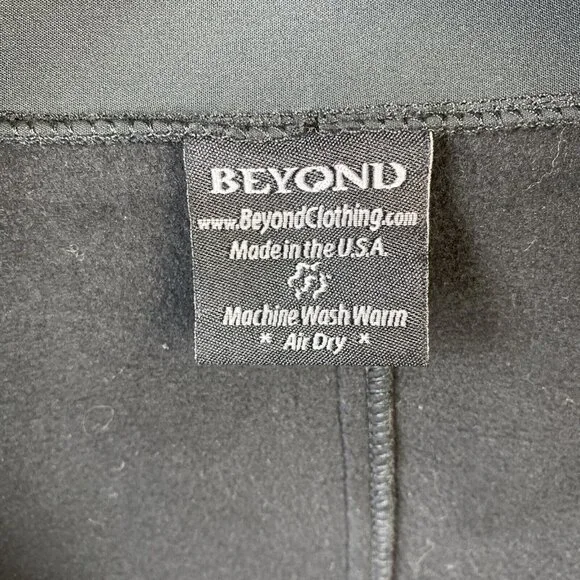 BEYOND
www.BeyondClothing.com
Made in the U.S.A.
Machine Wash Warm
* Air Dry *